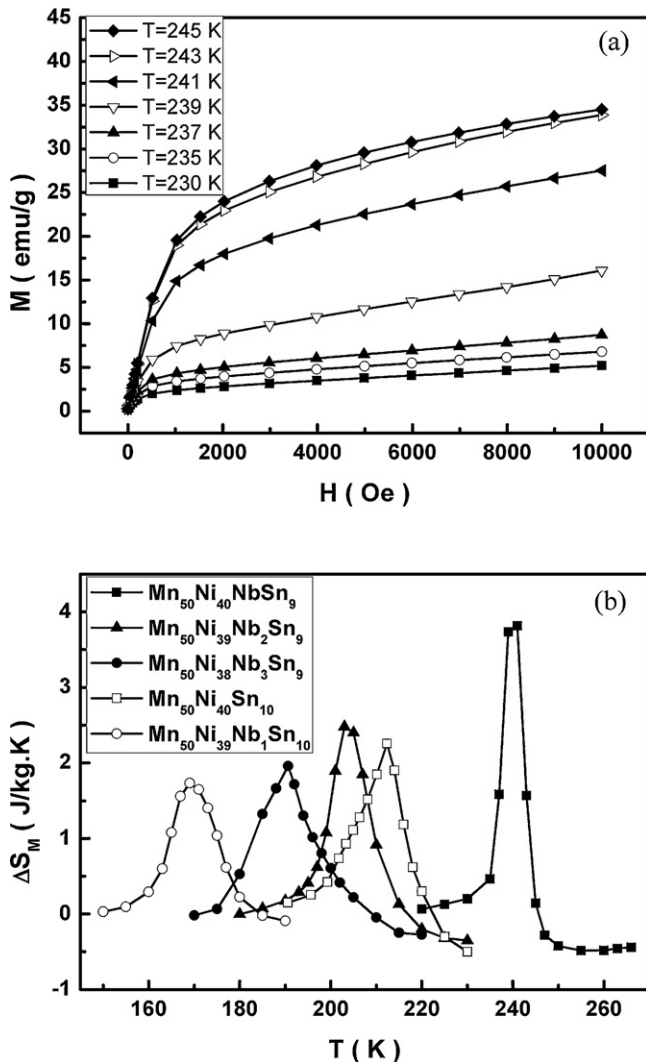 (a)
T=245 K
T=243 K
T=241 K
T=239 K
T=237 K
T=235 K
T=230 K
45
40
35
30
25
20
15
10
5
0
M ( emu/g )
0 2000 4000 6000 8000 10000
H ( Oe )
(b)
Mn₅₀Ni₄₀NbSn₉
Mn₅₀Ni₃₉Nb₂Sn₉
Mn₅₀Ni₃₈Nb₃Sn₉
Mn₅₀Ni₄₀Sn₁₀
Mn₅₀Ni₃₉Nb₁Sn₁₀
4
3
2
1
0
-1
ΔS_M ( J/kg.K )
160 180 200 220 240 260
T ( K )